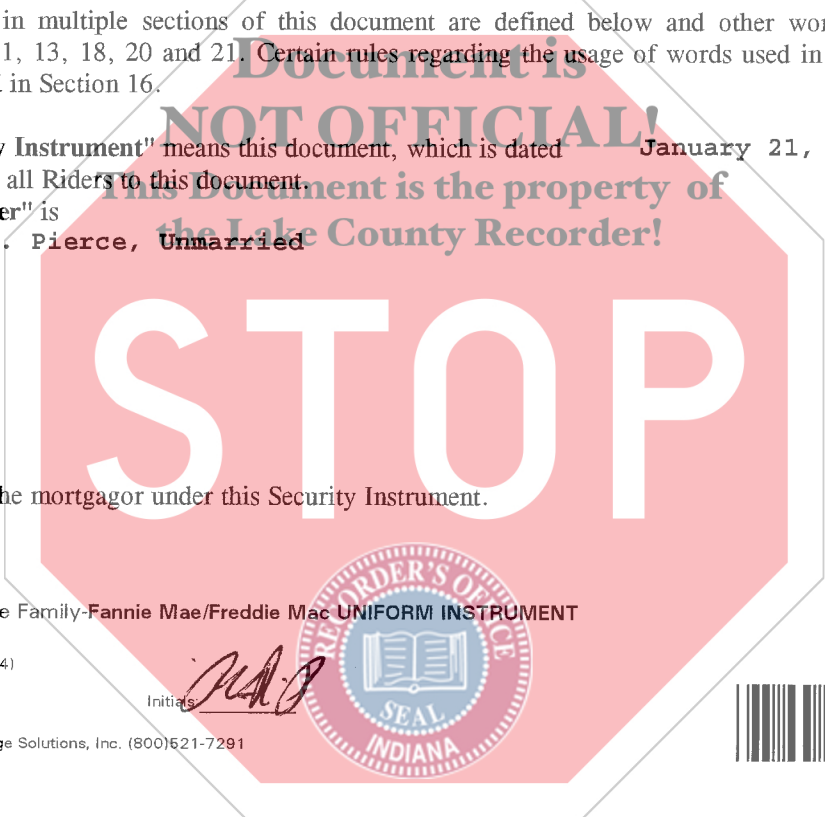 in multiple sections of this document are defined below and other wor
1, 13, 18, 20 and 21. Certain rules regarding the usage of words used in
in Section 16.
Document is
NOT OFFICIAL!
This Document is the property of
the Lake County Recorder!
Instrument" means this document, which is dated January 21,
all Riders to this document.
er" is
. Pierce, Unmarried
STOP
he mortgagor under this Security Instrument.
RECORDER'S OFFICE
SEAL
INDIANA
e Family-Fannie Mae/Freddie Mac UNIFORM INSTRUMENT
4)
Initials:
ge Solutions, Inc. (800)521-7291